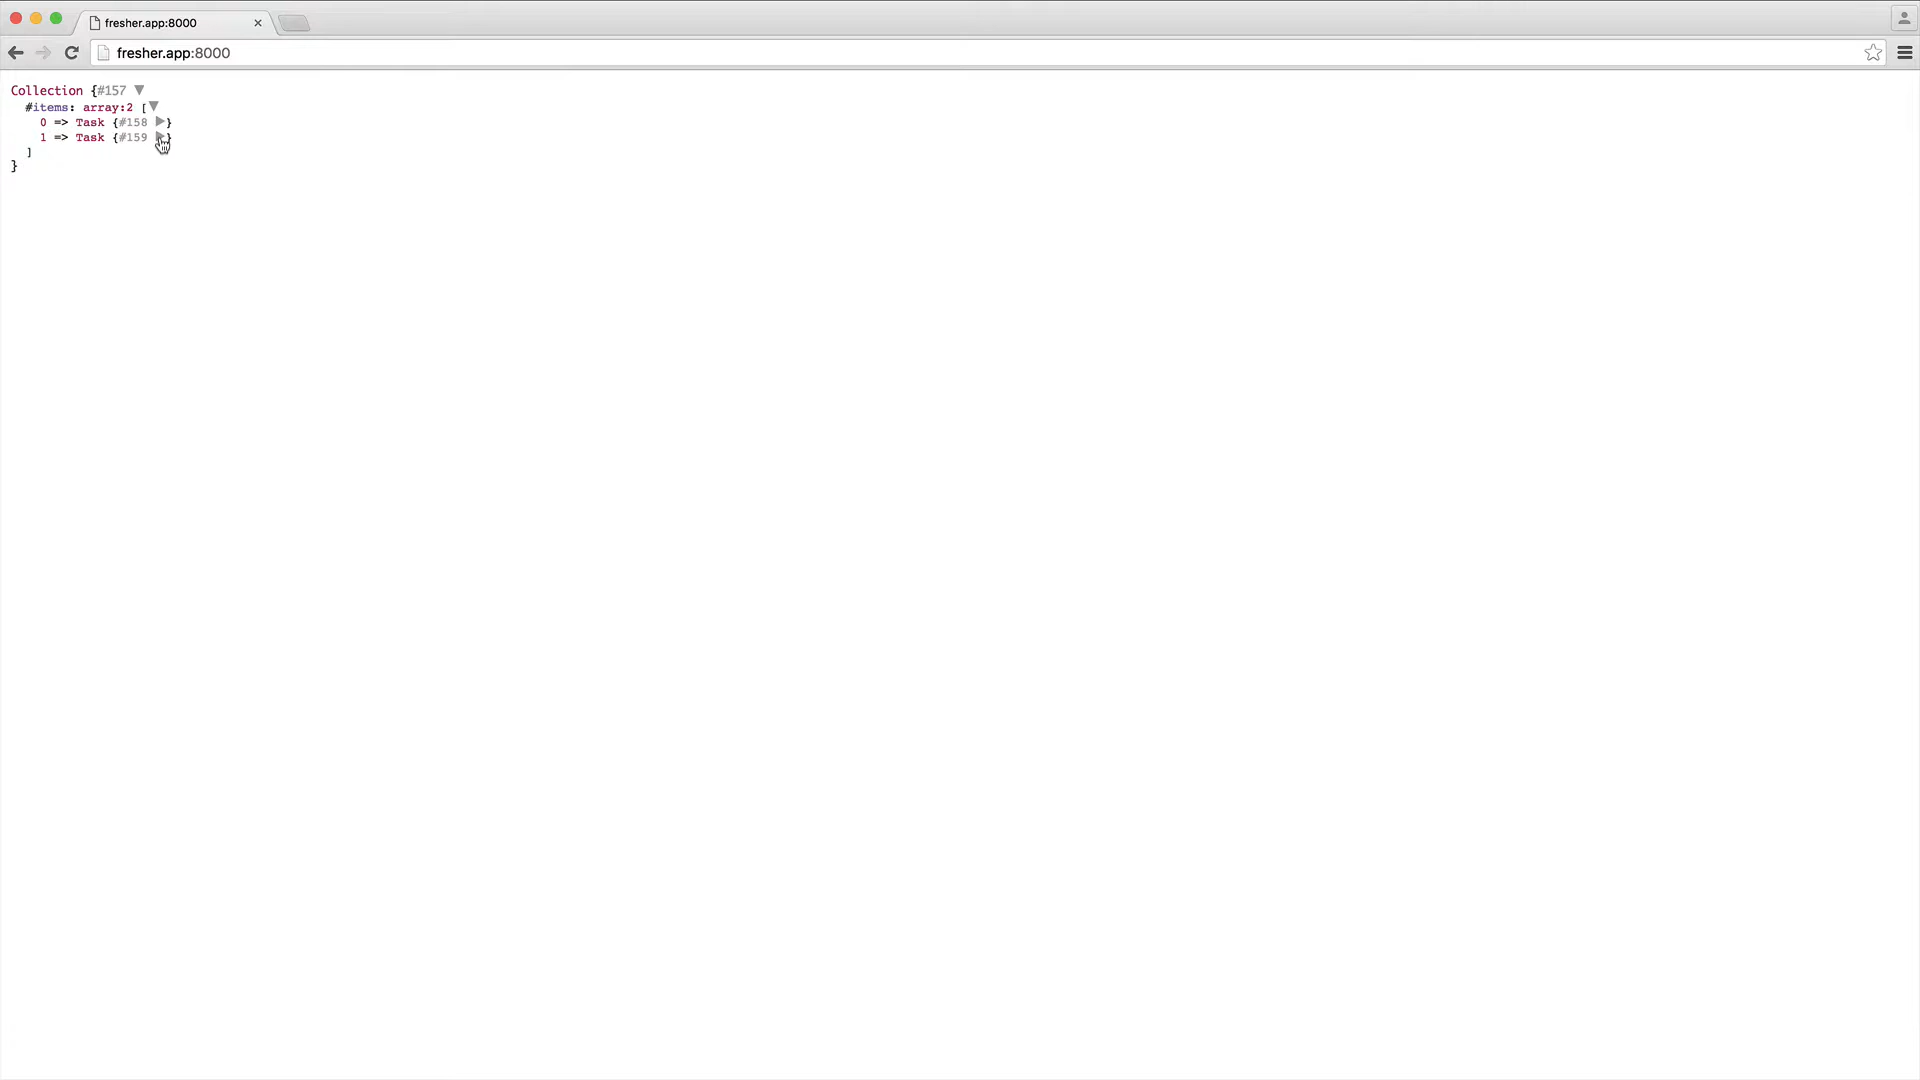 fresher.app:8000
fresher.app:8000
Collection {#157 ▼
#items: array:2 [▼
0 => Task {#158 ▶}
1 => Task {#159 ▶}
]
}